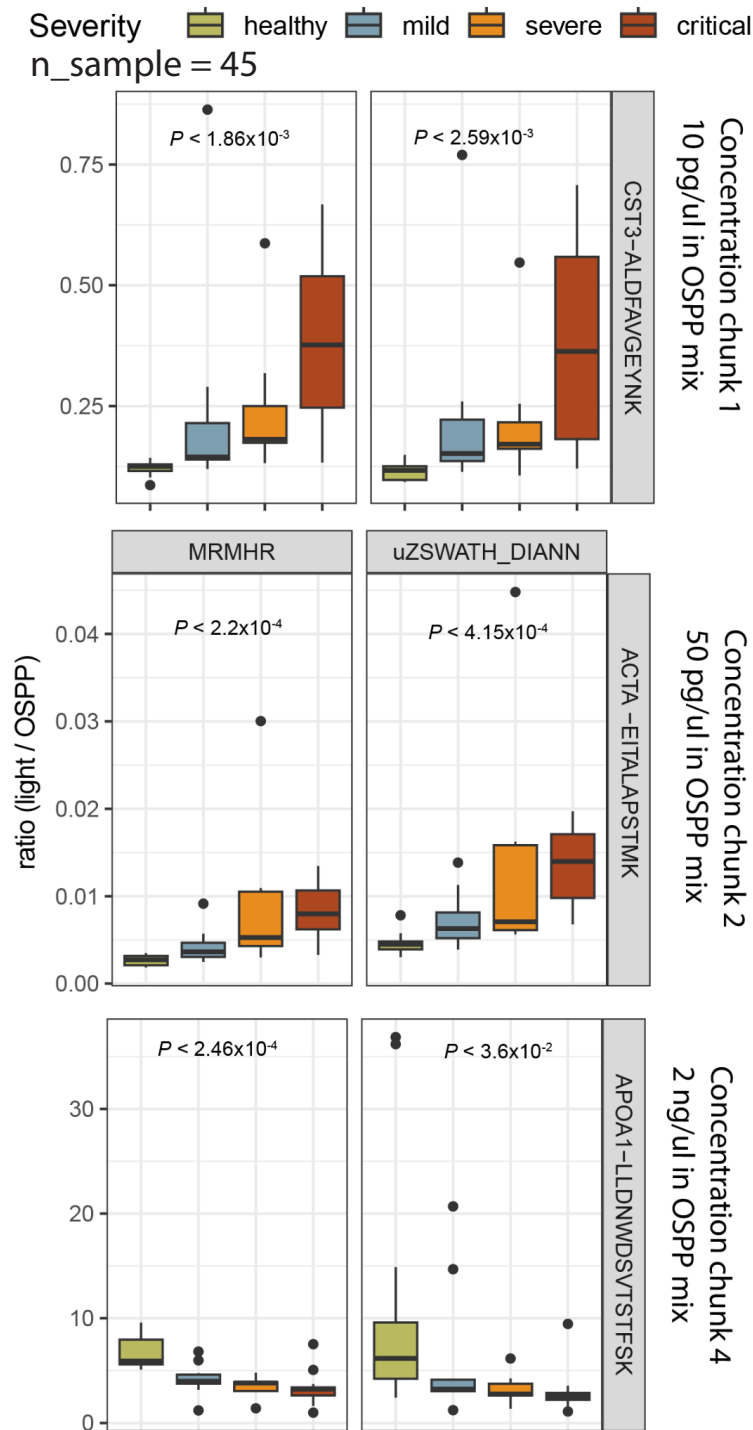 Severity healthy mild severe critical
n_sample = 45
P < 1.86x10⁻³
P < 2.59x10⁻³
0.75
0.50
0.25
CST3−ALDFAVGEYNK
Concentration chunk 1
10 pg/ul in OSPP mix
MRMHR
uZSWATH_DIANN
ratio (light / OSPP)
P < 2.2x10⁻⁴
P < 4.15x10⁻⁴
0.04
0.03
0.02
0.01
0.00
ACTA −EITALAPSTMK
Concentration chunk 2
50 pg/ul in OSPP mix
P < 2.46x10⁻⁴
P < 3.6x10⁻²
30
20
10
0
APOA1−LLDNWDSVTSTFSK
Concentration chunk 4
2 ng/ul in OSPP mix